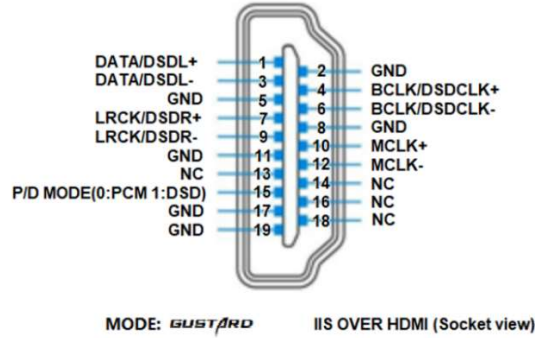 DATA/DSDL+ 1
2 GND
DATA/DSDL- 3
4 BCLK/DSDCLK+
GND 5
6 BCLK/DSDCLK-
LRCK/DSDR+ 7
8 GND
LRCK/DSDR- 9
10 MCLK+
GND 11
12 MCLK-
NC 13
14 NC
P/D MODE(0:PCM 1:DSD) 15
16 NC
GND 17
18 NC
GND 19
MODE: GUSTARD IIS OVER HDMI (Socket view)